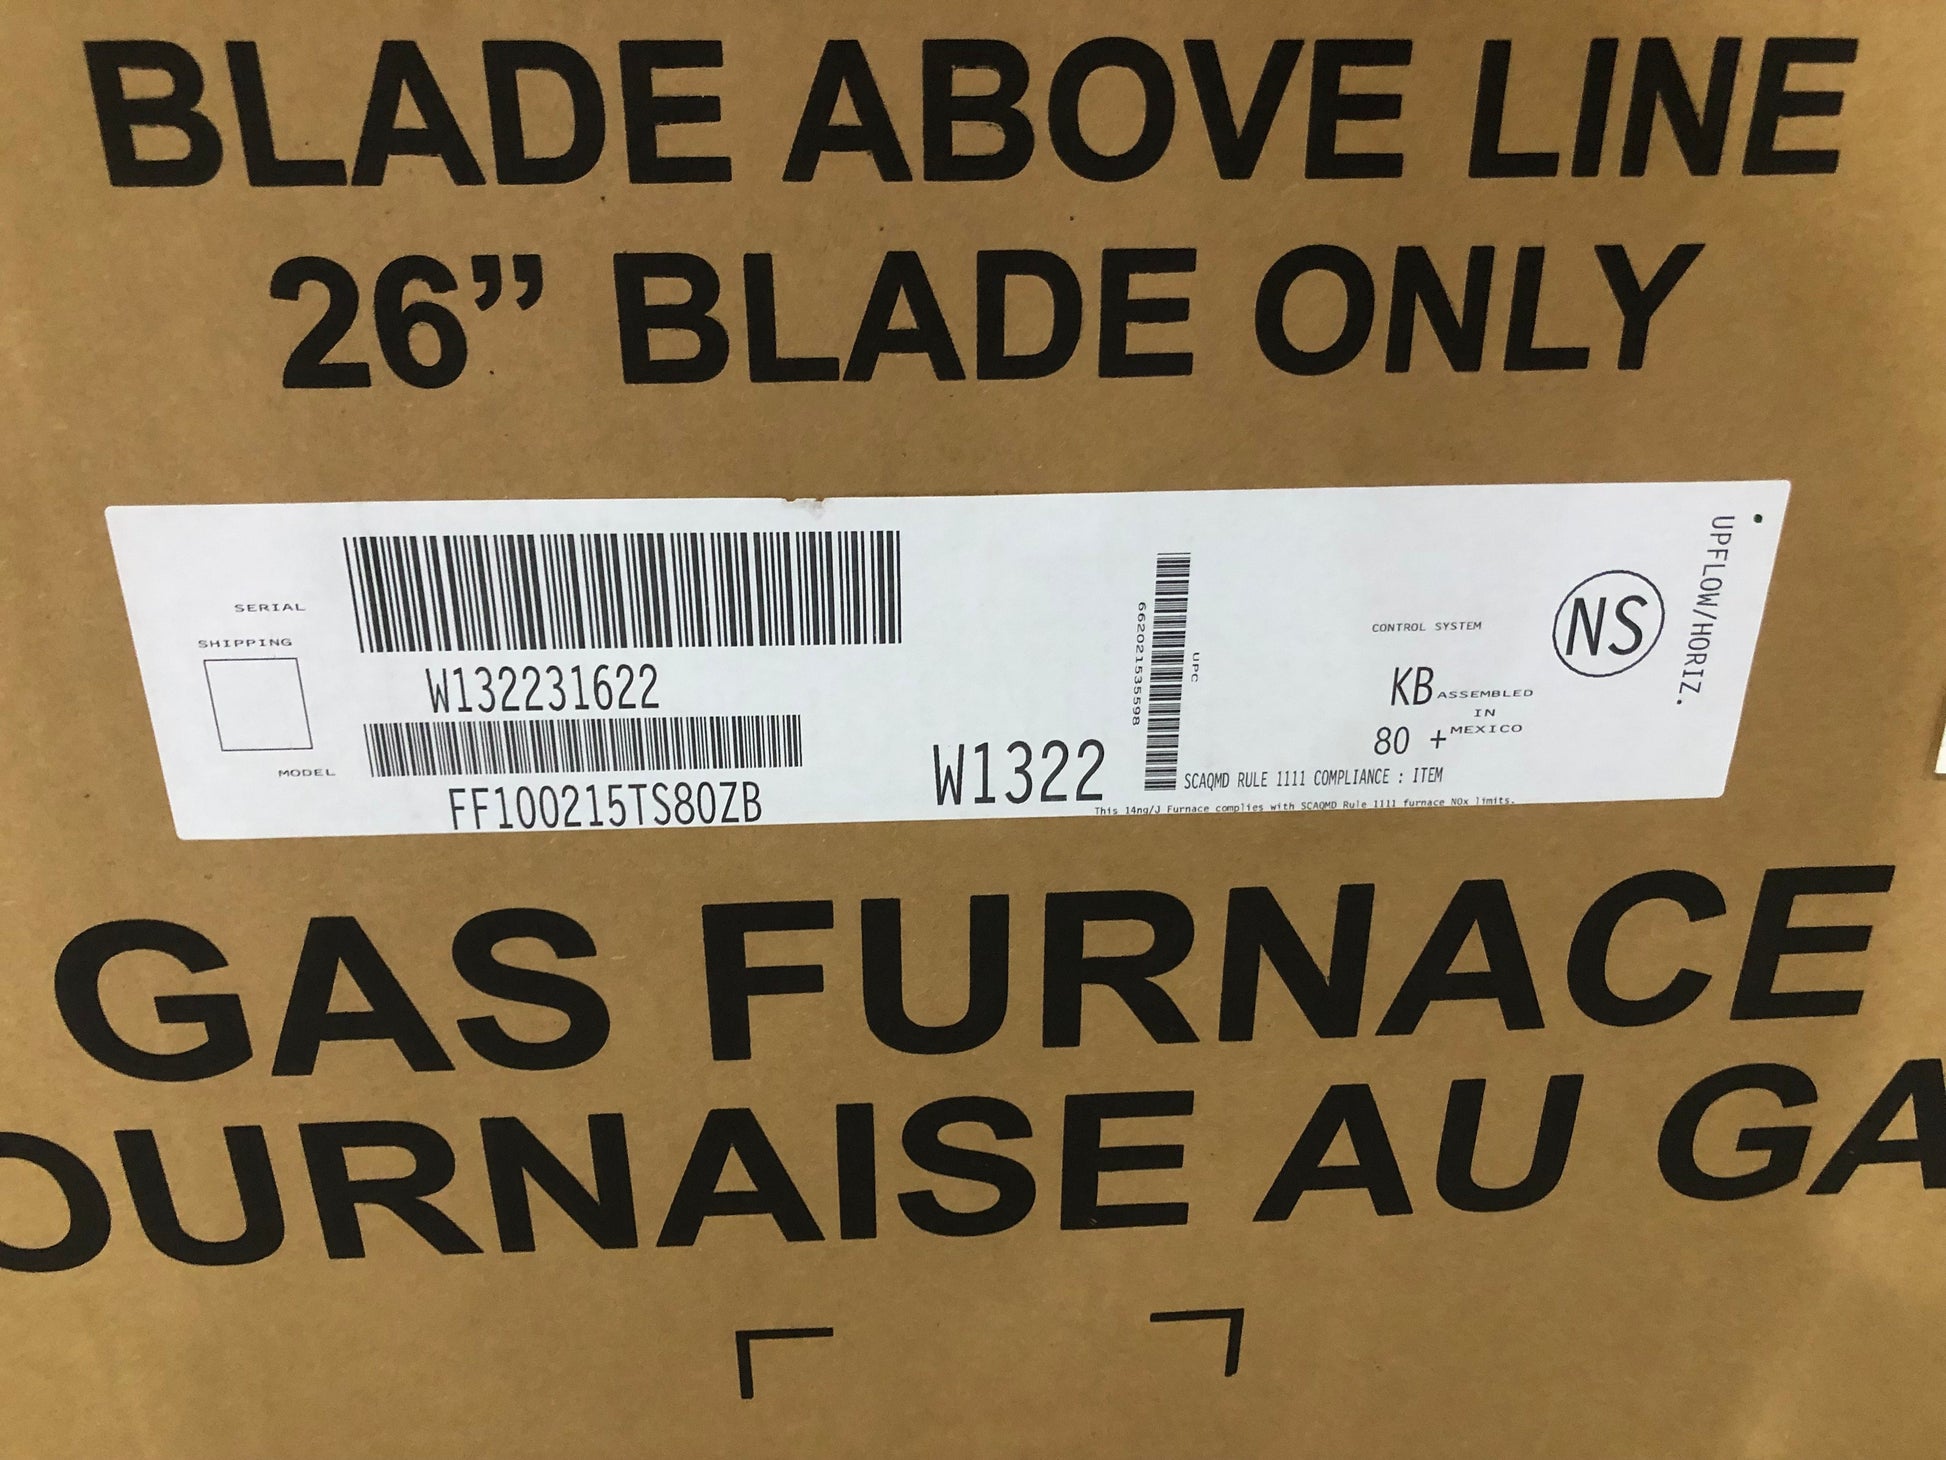 BLADE ABOVE LINE
26” BLADE ONLY
SERIAL
SHIPPING
W132231622
MODEL
FF100215TS80ZB
W1322
662021535598
UPC
CONTROL SYSTEM
KB
ASSEMBLED
IN
MEXICO
80 +
NS
UPFLOW/HORIZ.
SCAQMD RULE 1111 COMPLIANCE : ITEM
This 14ng/J Furnace complies with SCAQMD Rule 1111 furnace NOx limits.
GAS FURNACE
OURNAISE AU GA